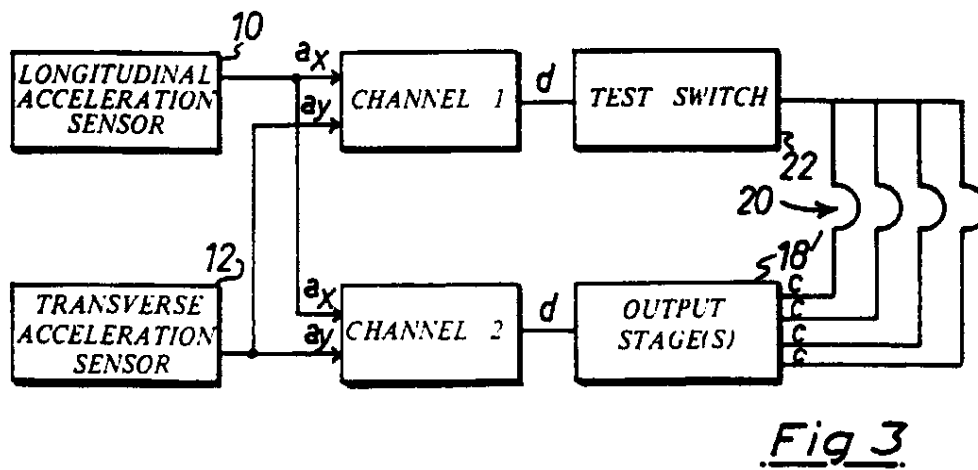 10
LONGITUDINAL
ACCELERATION
SENSOR
ax
ay
CHANNEL 1
d
TEST SWITCH
22
20
12
TRANSVERSE
ACCELERATION
SENSOR
ax
ay
CHANNEL 2
d
18'
OUTPUT
STAGE(S)
c
c
c
c
Fig 3